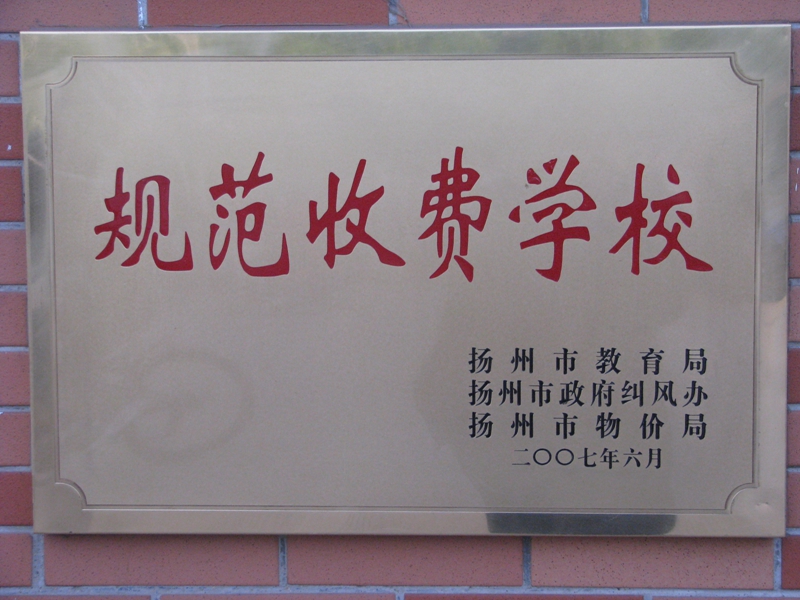 规范收费学校
扬州市教育局
扬州市政府纠风办
扬州市物价局
二〇〇七年六月